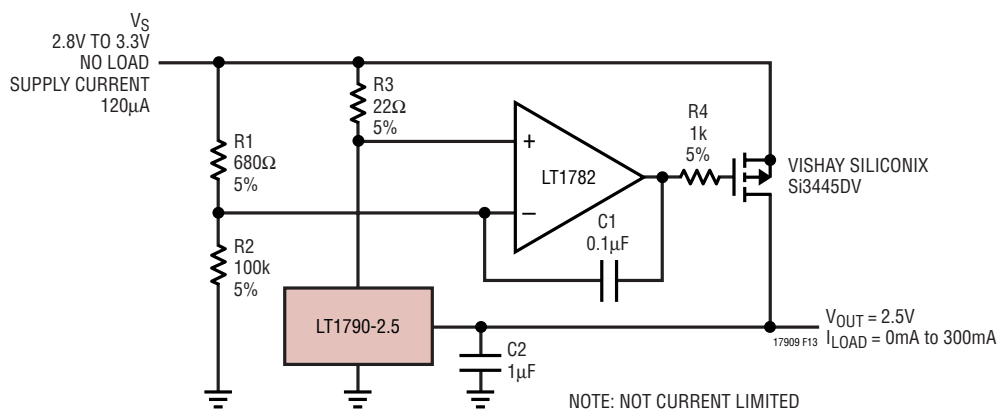 VS
2.8V TO 3.3V
NO LOAD
SUPPLY CURRENT
120µA
R1
680Ω
5%
R2
100k
5%
R3
22Ω
5%
+
LT1782
−
C1
0.1µF
R4
1k
5%
VISHAY SILICONIX
Si3445DV
LT1790-2.5
C2
1µF
VOUT = 2.5V
ILOAD = 0mA to 300mA
17909 F13
NOTE: NOT CURRENT LIMITED